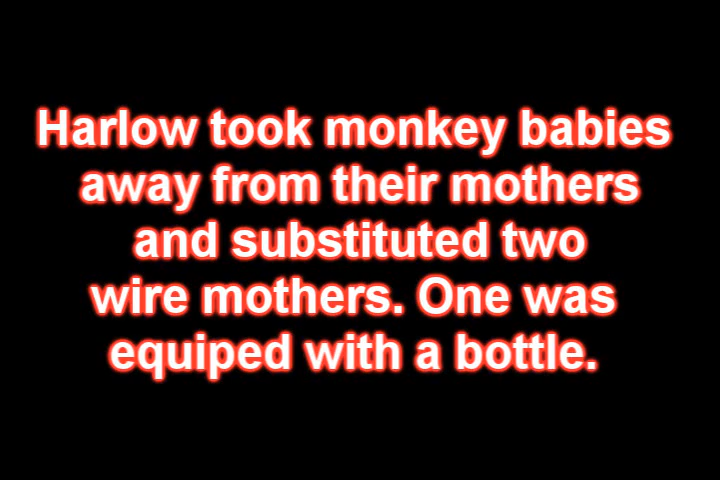 Harlow took monkey babies
away from their mothers
and substituted two
wire mothers. One was
equiped with a bottle.